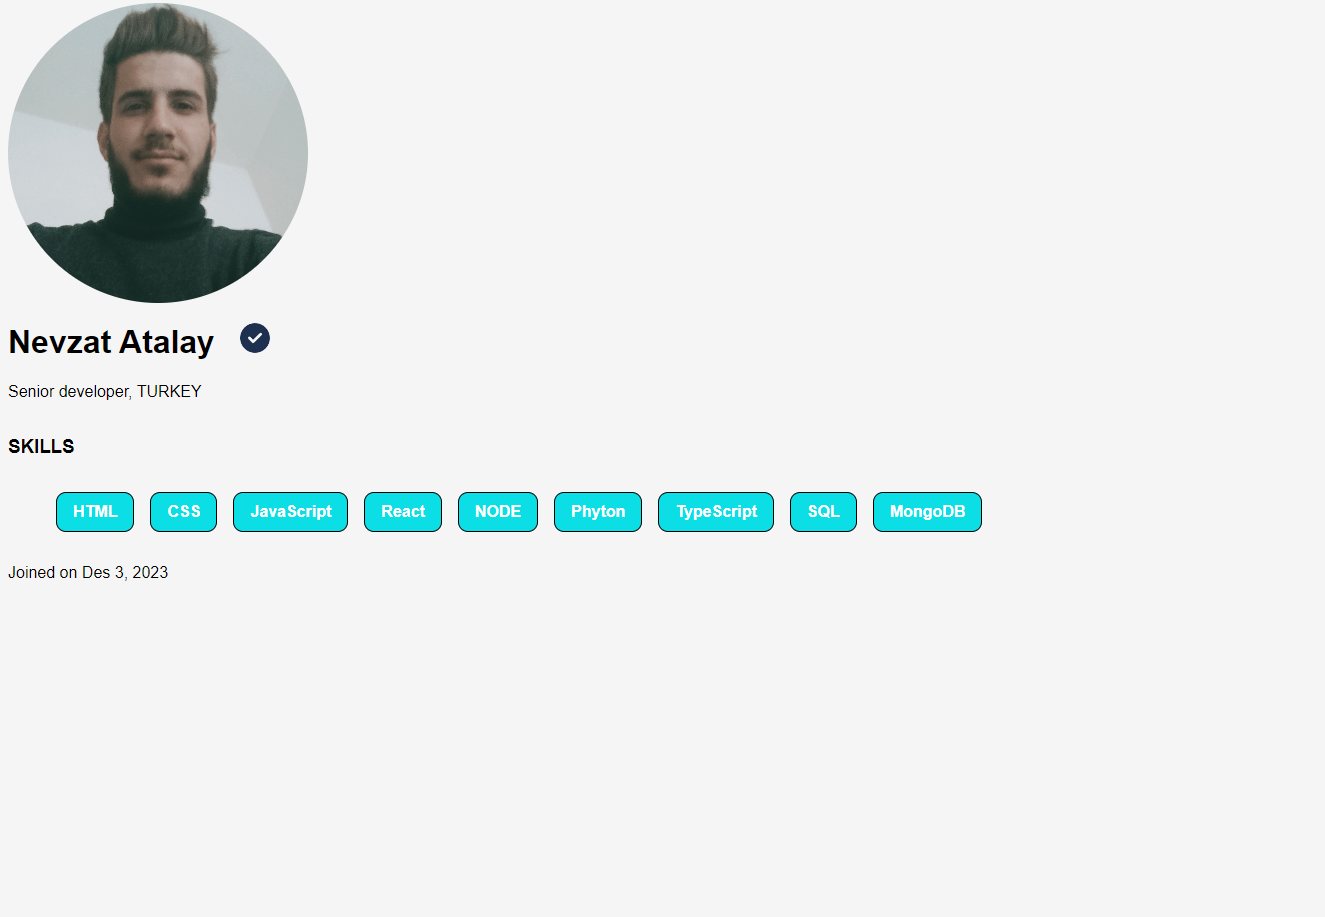 Nevzat Atalay
Senior developer, TURKEY
SKILLS
HTML CSS JavaScript React NODE Phyton TypeScript SQL MongoDB
Joined on Des 3, 2023